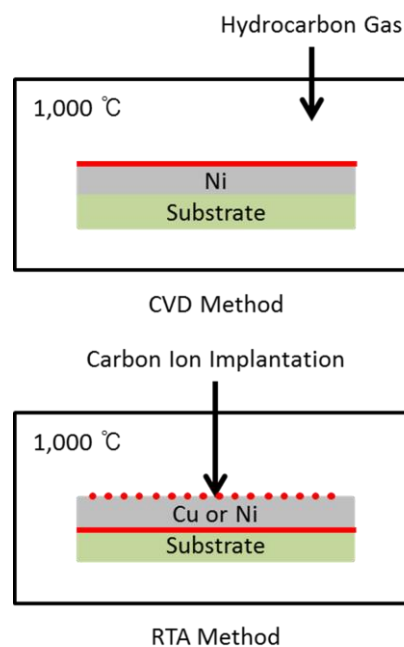 Hydrocarbon Gas
1,000 ℃
Ni
Substrate
CVD Method
Carbon Ion Implantation
1,000 ℃
Cu or Ni
Substrate
RTA Method